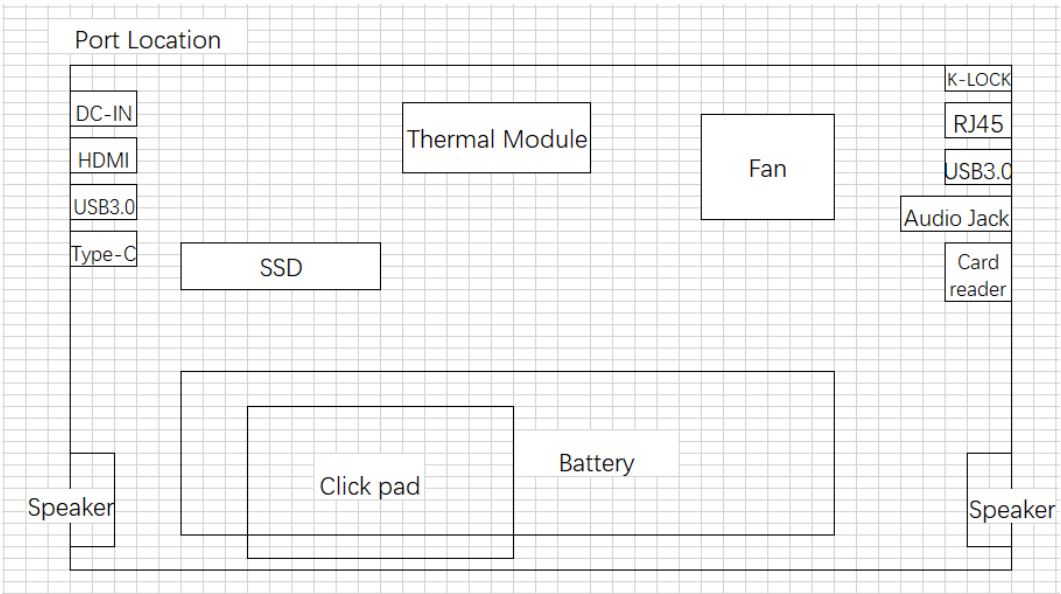 Port Location
K-LOCK
DC-IN
Thermal Module
RJ45
HDMI
Fan
USB3.0
USB3.0
Audio Jack
Type-C
SSD
Card
reader
Battery
Click pad
Speaker
Speaker